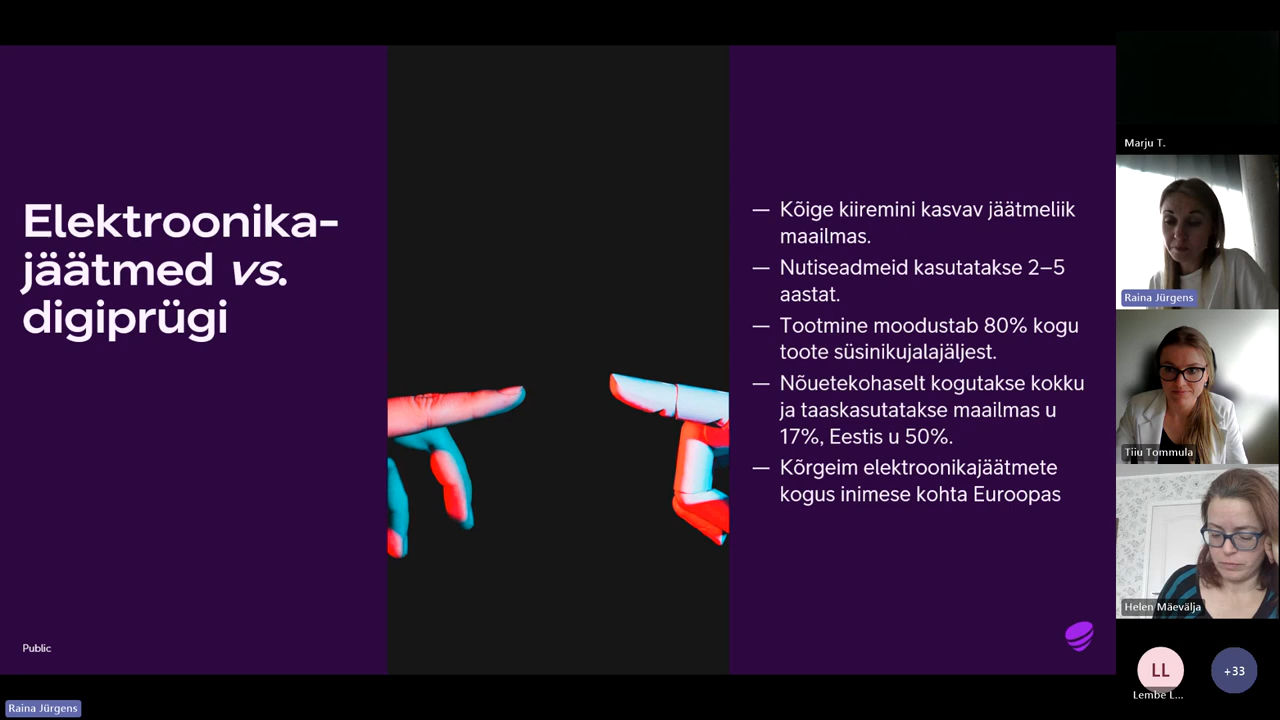 Elektroonika-
jäätmed vs.
digiprügi
— Kõige kiiremini kasvav jäätmeliik
maailmas.
— Nutiseadmeid kasutatakse 2–5
aastat.
— Tootmine moodustab 80% kogu
toote süsinikujalajäljest.
— Nõuetekohaselt kogutakse kokku
ja taaskasutatakse maailmas u
17%, Eestis u 50%.
— Kõrgeim elektroonikajäätmete
kogus inimese kohta Euroopas
Public
Raina Jürgens
Marju T.
Raina Jürgens
Tiiu Tommula
Helen Mäevälja
LL
Lembe L...
+33